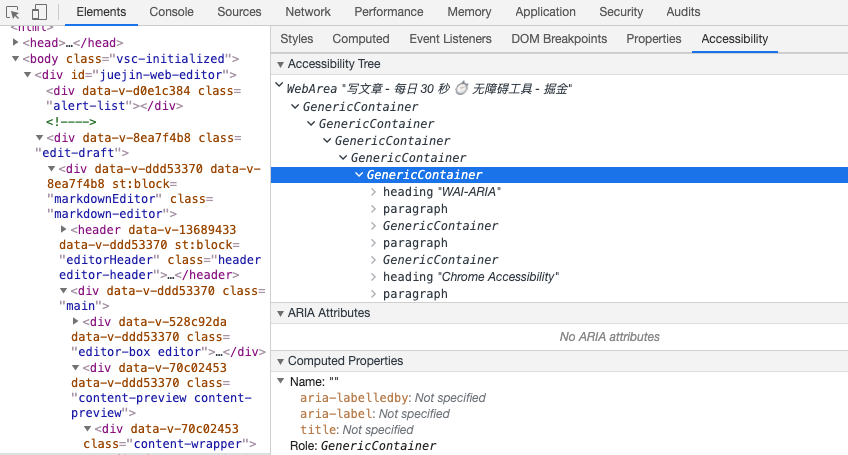 Elements Console Sources Network Performance Memory Application Security Audits
<html>
<head>…</head>
<body class="vsc-initialized">
<div id="juejin-web-editor">
<div data-v-d0e1c384 class=
"alert-list"></div>
<!---->
<div data-v-8ea7f4b8 class=
"edit-draft">
<div data-v-ddd53370 data-v-
8ea7f4b8 st:block=
"markdownEditor" class=
"markdown-editor">
<header data-v-13689433
data-v-ddd53370 st:block=
"editorHeader" class="header
editor-header">…</header>
<div data-v-ddd53370 class=
"main">
<div data-v-528c92da
data-v-ddd53370 class=
"editor-box editor">…</div>
<div data-v-70c02453
data-v-ddd53370 class=
"content-preview content-
preview">
<div data-v-70c02453
class="content-wrapper">
Styles Computed Event Listeners DOM Breakpoints Properties Accessibility
Accessibility Tree
WebArea "写文章 - 每日 30 秒 ⏱ 无障碍工具 - 掘金"
GenericContainer
GenericContainer
GenericContainer
GenericContainer
GenericContainer
heading "WAI-ARIA"
paragraph
GenericContainer
paragraph
GenericContainer
heading "Chrome Accessibility"
paragraph
ARIA Attributes
No ARIA attributes
Computed Properties
Name: ""
aria-labelledby: Not specified
aria-label: Not specified
title: Not specified
Role: GenericContainer